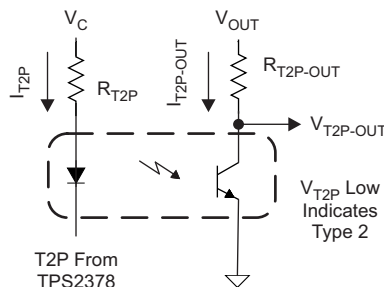 V_C
V_OUT
I_T2P
R_T2P
I_T2P-OUT
R_T2P-OUT
V_T2P-OUT
V_T2P Low
Indicates
Type 2
T2P From
TPS2378